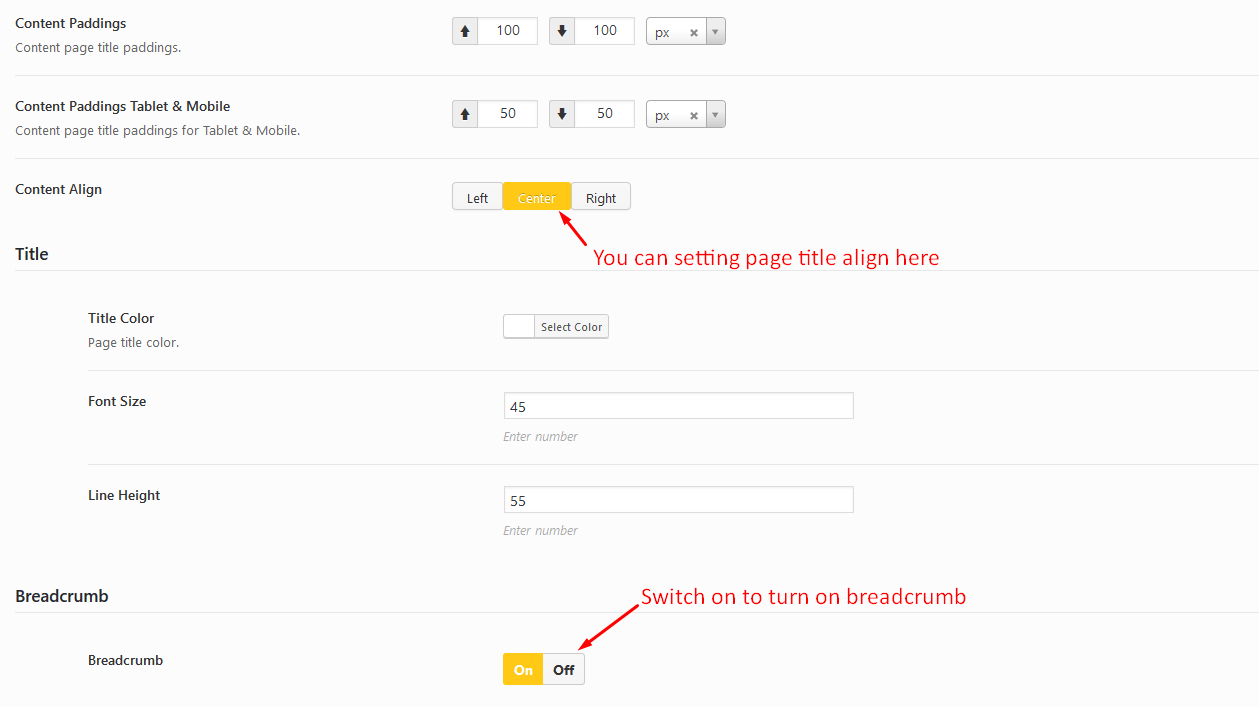 Content Paddings
Content page title paddings.
100 100 px ×
Content Paddings Tablet & Mobile
Content page title paddings for Tablet & Mobile.
50 50 px ×
Content Align
Left Center Right
You can setting page title align here
Title
Title Color
Page title color.
Select Color
Font Size
45
Enter number
Line Height
55
Enter number
Breadcrumb
Switch on to turn on breadcrumb
Breadcrumb
On Off